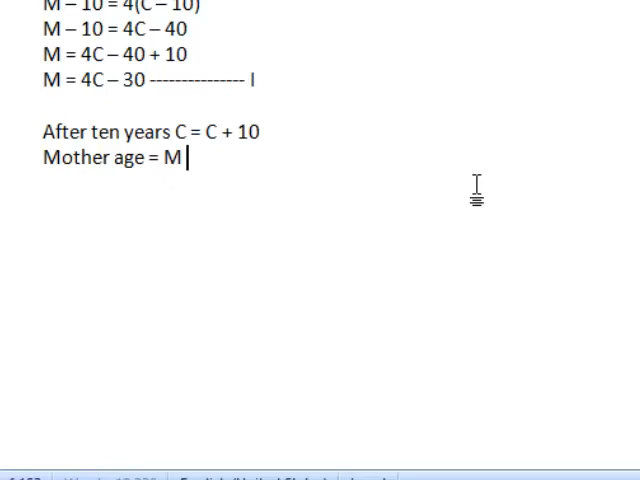 M – 10 = 4(C – 10)
M – 10 = 4C – 40
M = 4C – 40 + 10
M = 4C – 30 --------------- I
After ten years C = C + 10
Mother age = M